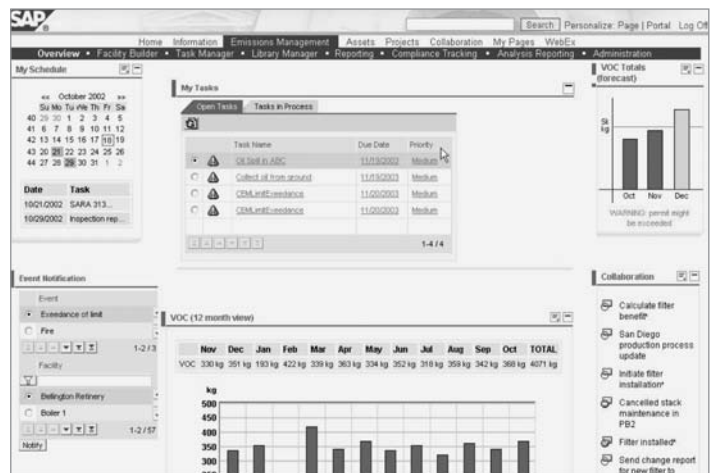 SAP
Search Personalize: Page | Portal Log Off
Home Information Emissions Management Assets Projects Collaboration My Pages WebEx
Overview • Facility Builder • Task Manager • Library Manager • Reporting • Compliance Tracking • Analysis Reporting • Administration
My Schedule
«« October 2002 »»
Su Mo Tu We Th Fr Sa
40 29 30 1 2 3 4 5
41 6 7 8 9 10 11 12
42 13 14 15 16 17 18 19
43 20 21 22 23 24 25 26
44 27 28 29 30 31 1 2
Date Task
10/21/2002 SARA 313...
10/29/2002 Inspection rep...
My Tasks
Open Tasks Tasks in Process
Task Name Due Date Priority
Oil Spill in ABC 11/19/2003 Medium
Collect oil from ground 11/19/2003 Medium
CEMLimitExeedance 11/20/2003 Medium
CEMLimitExeedance 11/20/2003 Medium
1-4 / 4
VOC Totals
(forecast)
5k
kg
Oct Nov Dec
WARNING: permit might
be exceeded
Event Notification
Event
Exeedance of limit
Fire
1-2 / 3
Facility
Bellington Refinery
Boiler 1
1-2 / 57
Notify
VOC (12 month view)
Nov Dec Jan Feb Mar Apr May Jun Jul Aug Sep Oct TOTAL
VOC 330 kg 351 kg 193 kg 422 kg 339 kg 363 kg 334 kg 352 kg 318 kg 359 kg 342 kg 368 kg 4071 kg
kg
500
450
400
350
300
Collaboration
Calculate filter
benefit*
San Diego
production process
update
Initiate filter
installation*
Cancelled stack
maintenance in
PB2
Filter installed*
Send change report
for new filter to